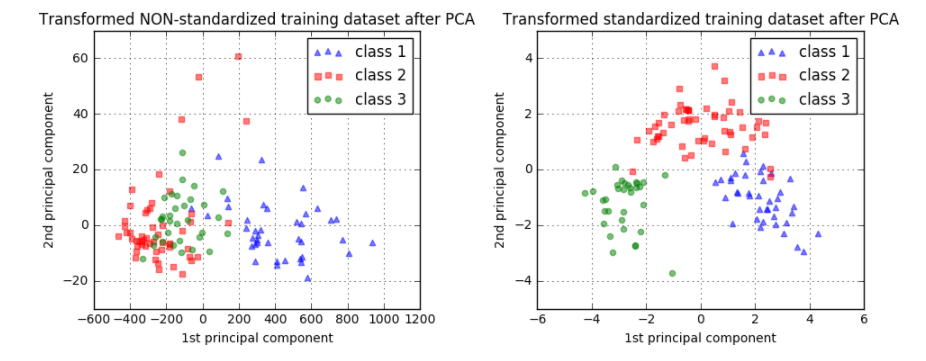 Transformed NON-standardized training dataset after PCA
60
40
20
0
−20
−600
−400
−200
0
200
400
600
800
1000
1200
2nd principal component
1st principal component
class 1
class 2
class 3
Transformed standardized training dataset after PCA
4
2
0
−2
−4
−6
−4
−2
0
2
4
6
2nd principal component
1st principal component
class 1
class 2
class 3